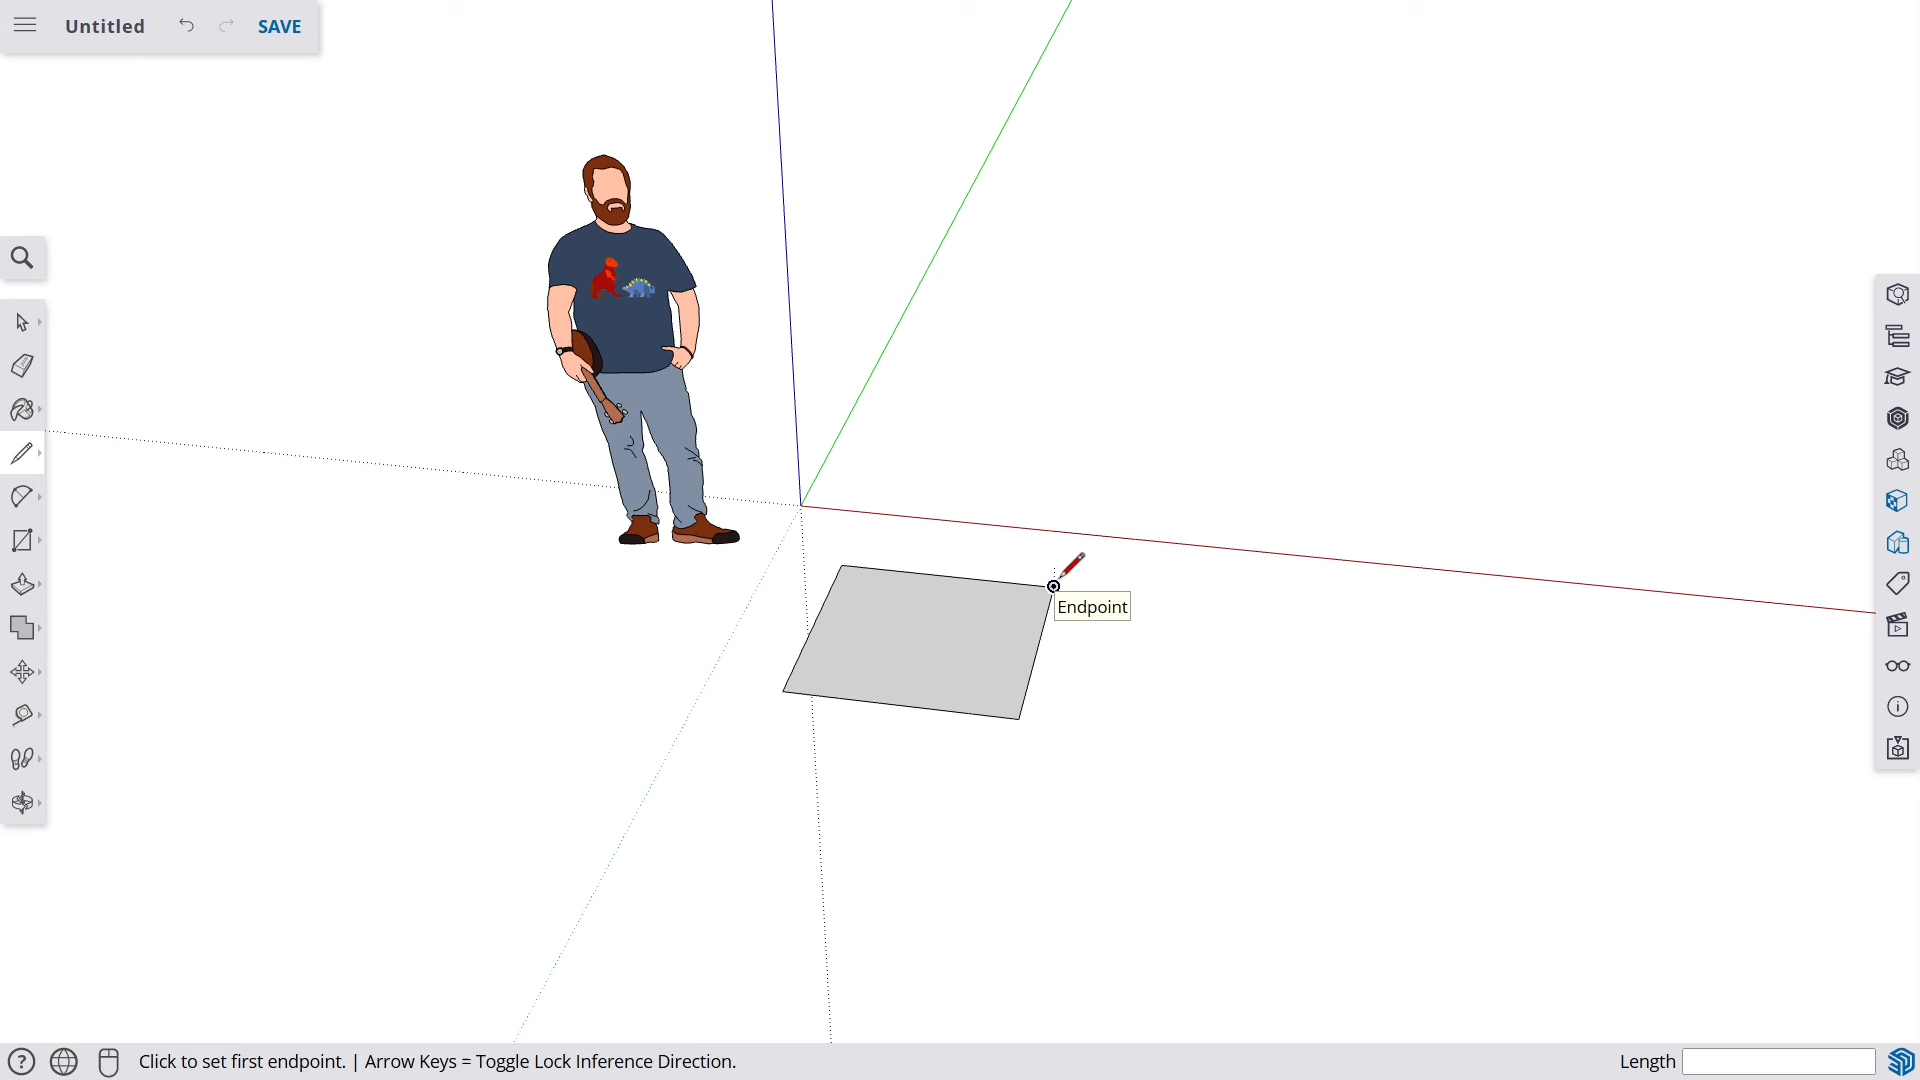 Untitled SAVE
Endpoint
Click to set first endpoint. | Arrow Keys = Toggle Lock Inference Direction.
Length